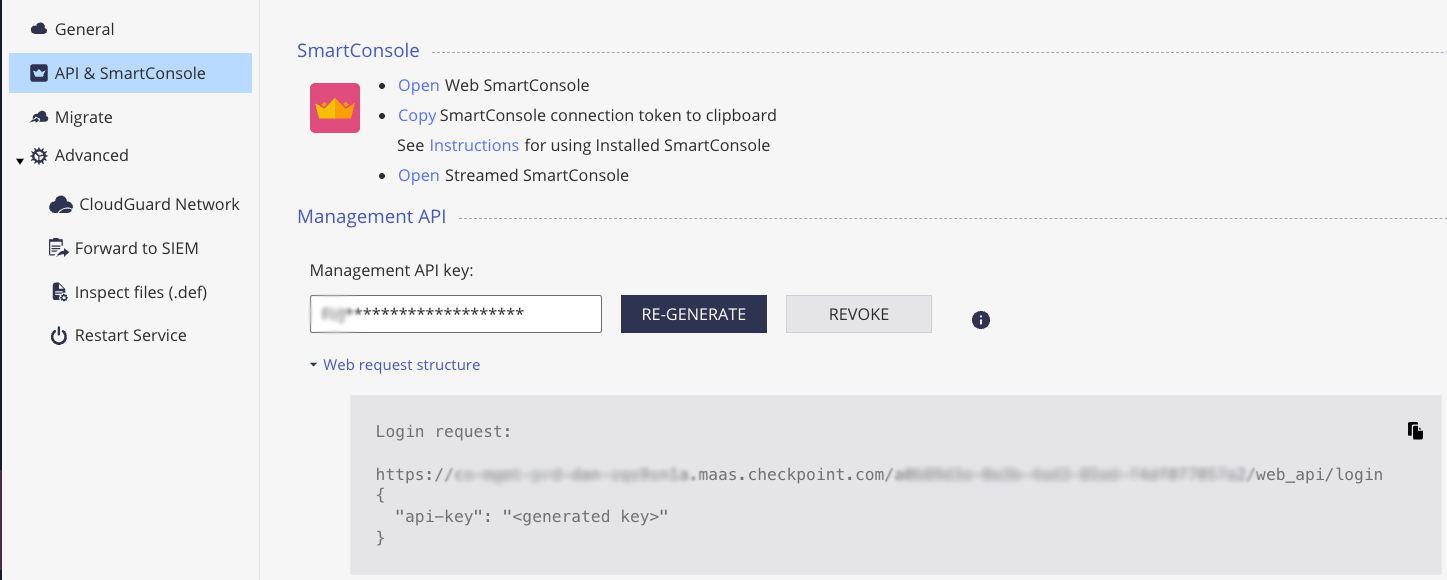 General
API & SmartConsole
Migrate
Advanced
CloudGuard Network
Forward to SIEM
Inspect files (.def)
Restart Service
SmartConsole
Open Web SmartConsole
Copy SmartConsole connection token to clipboard
See Instructions for using Installed SmartConsole
Open Streamed SmartConsole
Management API
Management API key:
********************
RE-GENERATE
REVOKE
Web request structure
Login request:
https:// .maas.checkpoint.com/ /web_api/login
{
"api-key": "<generated key>"
}